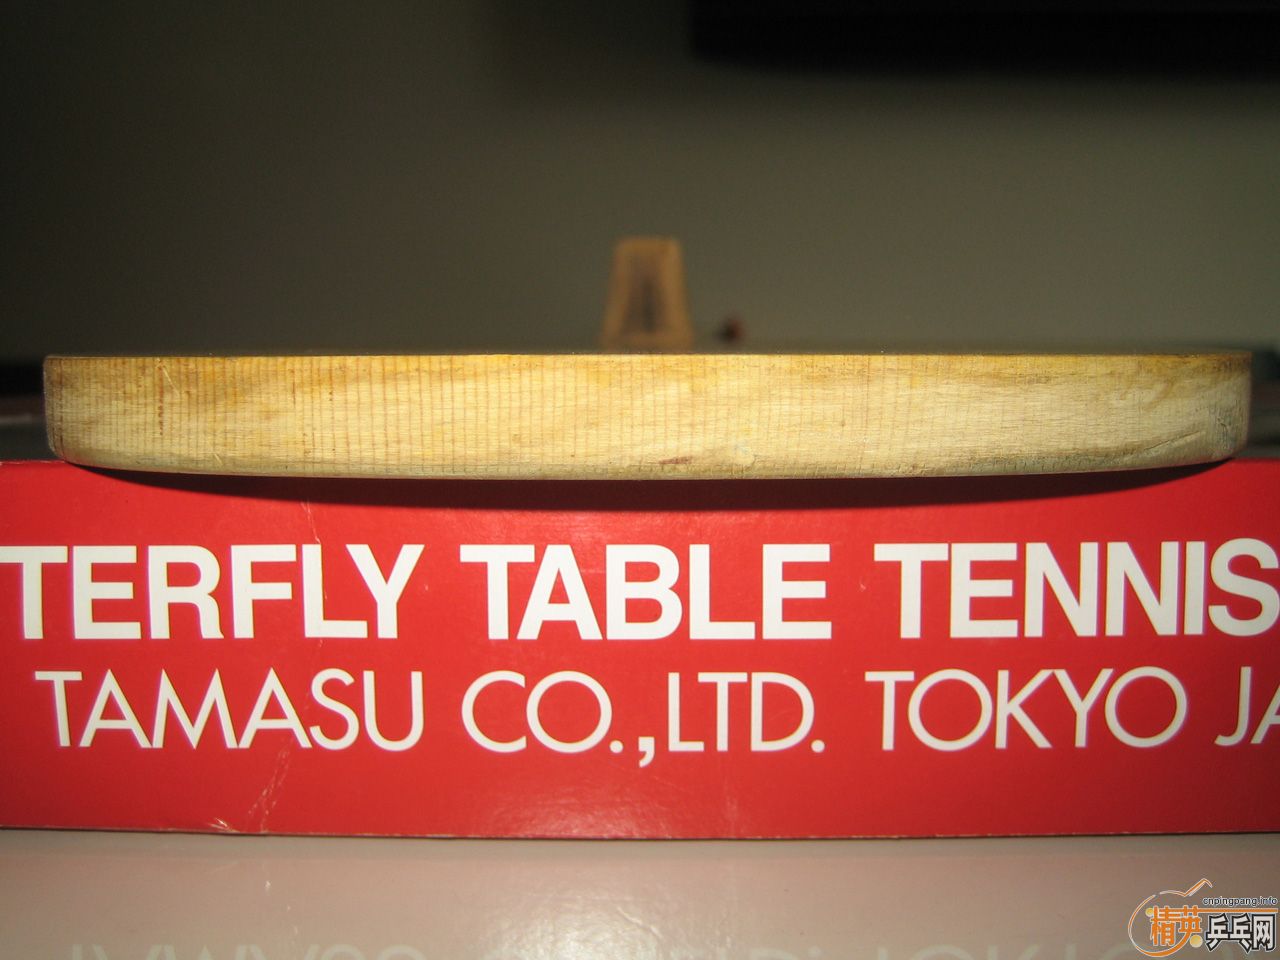 TERFLY TABLE TENNIS
TAMASU CO.,LTD. TOKYO JA
cnpingpang.info
精英乒乓网